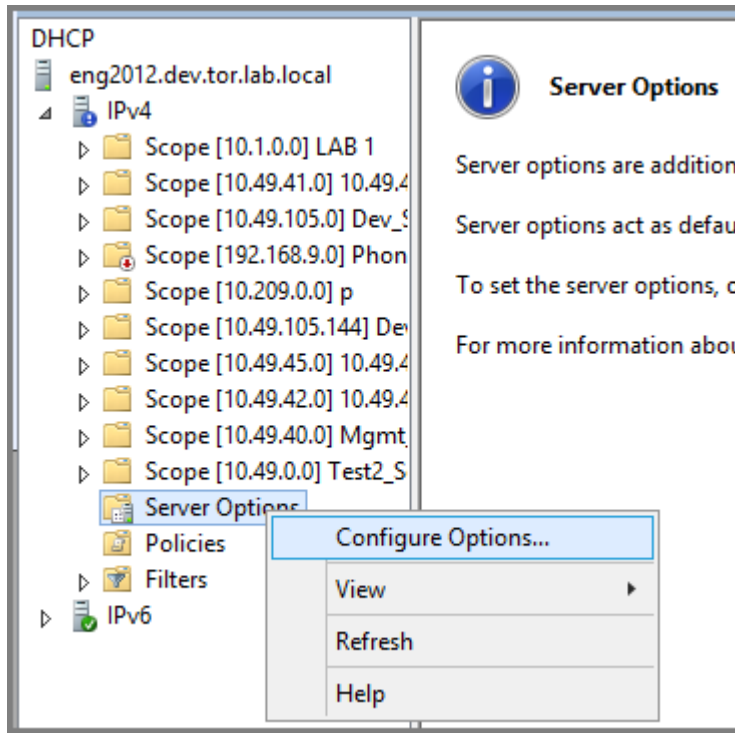 DHCP
eng2012.dev.tor.lab.local
IPv4
Scope [10.1.0.0] LAB 1
Scope [10.49.41.0] 10.49.4
Scope [10.49.105.0] Dev_S
Scope [192.168.9.0] Phon
Scope [10.209.0.0] p
Scope [10.49.105.144] De
Scope [10.49.45.0] 10.49.4
Scope [10.49.42.0] 10.49.4
Scope [10.49.40.0] Mgmt_
Scope [10.49.0.0] Test2_S
Server Options
Policies
Filters
IPv6
Configure Options...
View
Refresh
Help
Server Options
Server options are addition
Server options act as defau
To set the server options, c
For more information abou